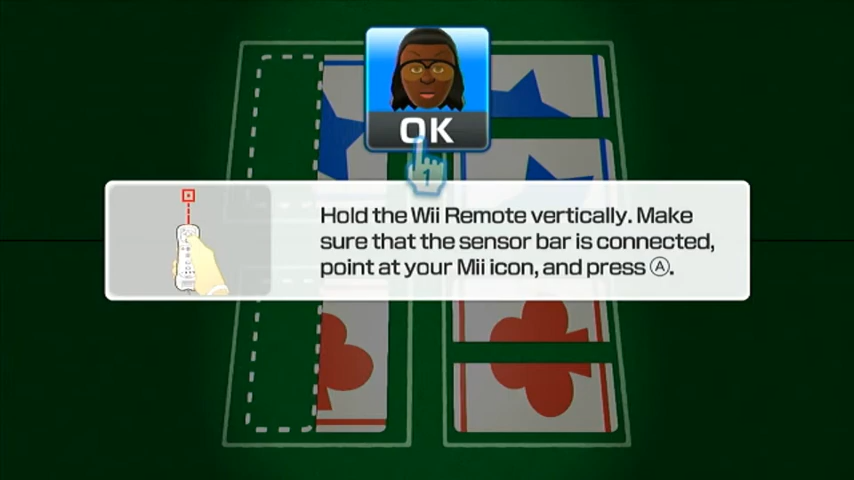 OK
1
Hold the Wii Remote vertically. Make
sure that the sensor bar is connected,
point at your Mii icon, and press Ⓐ.